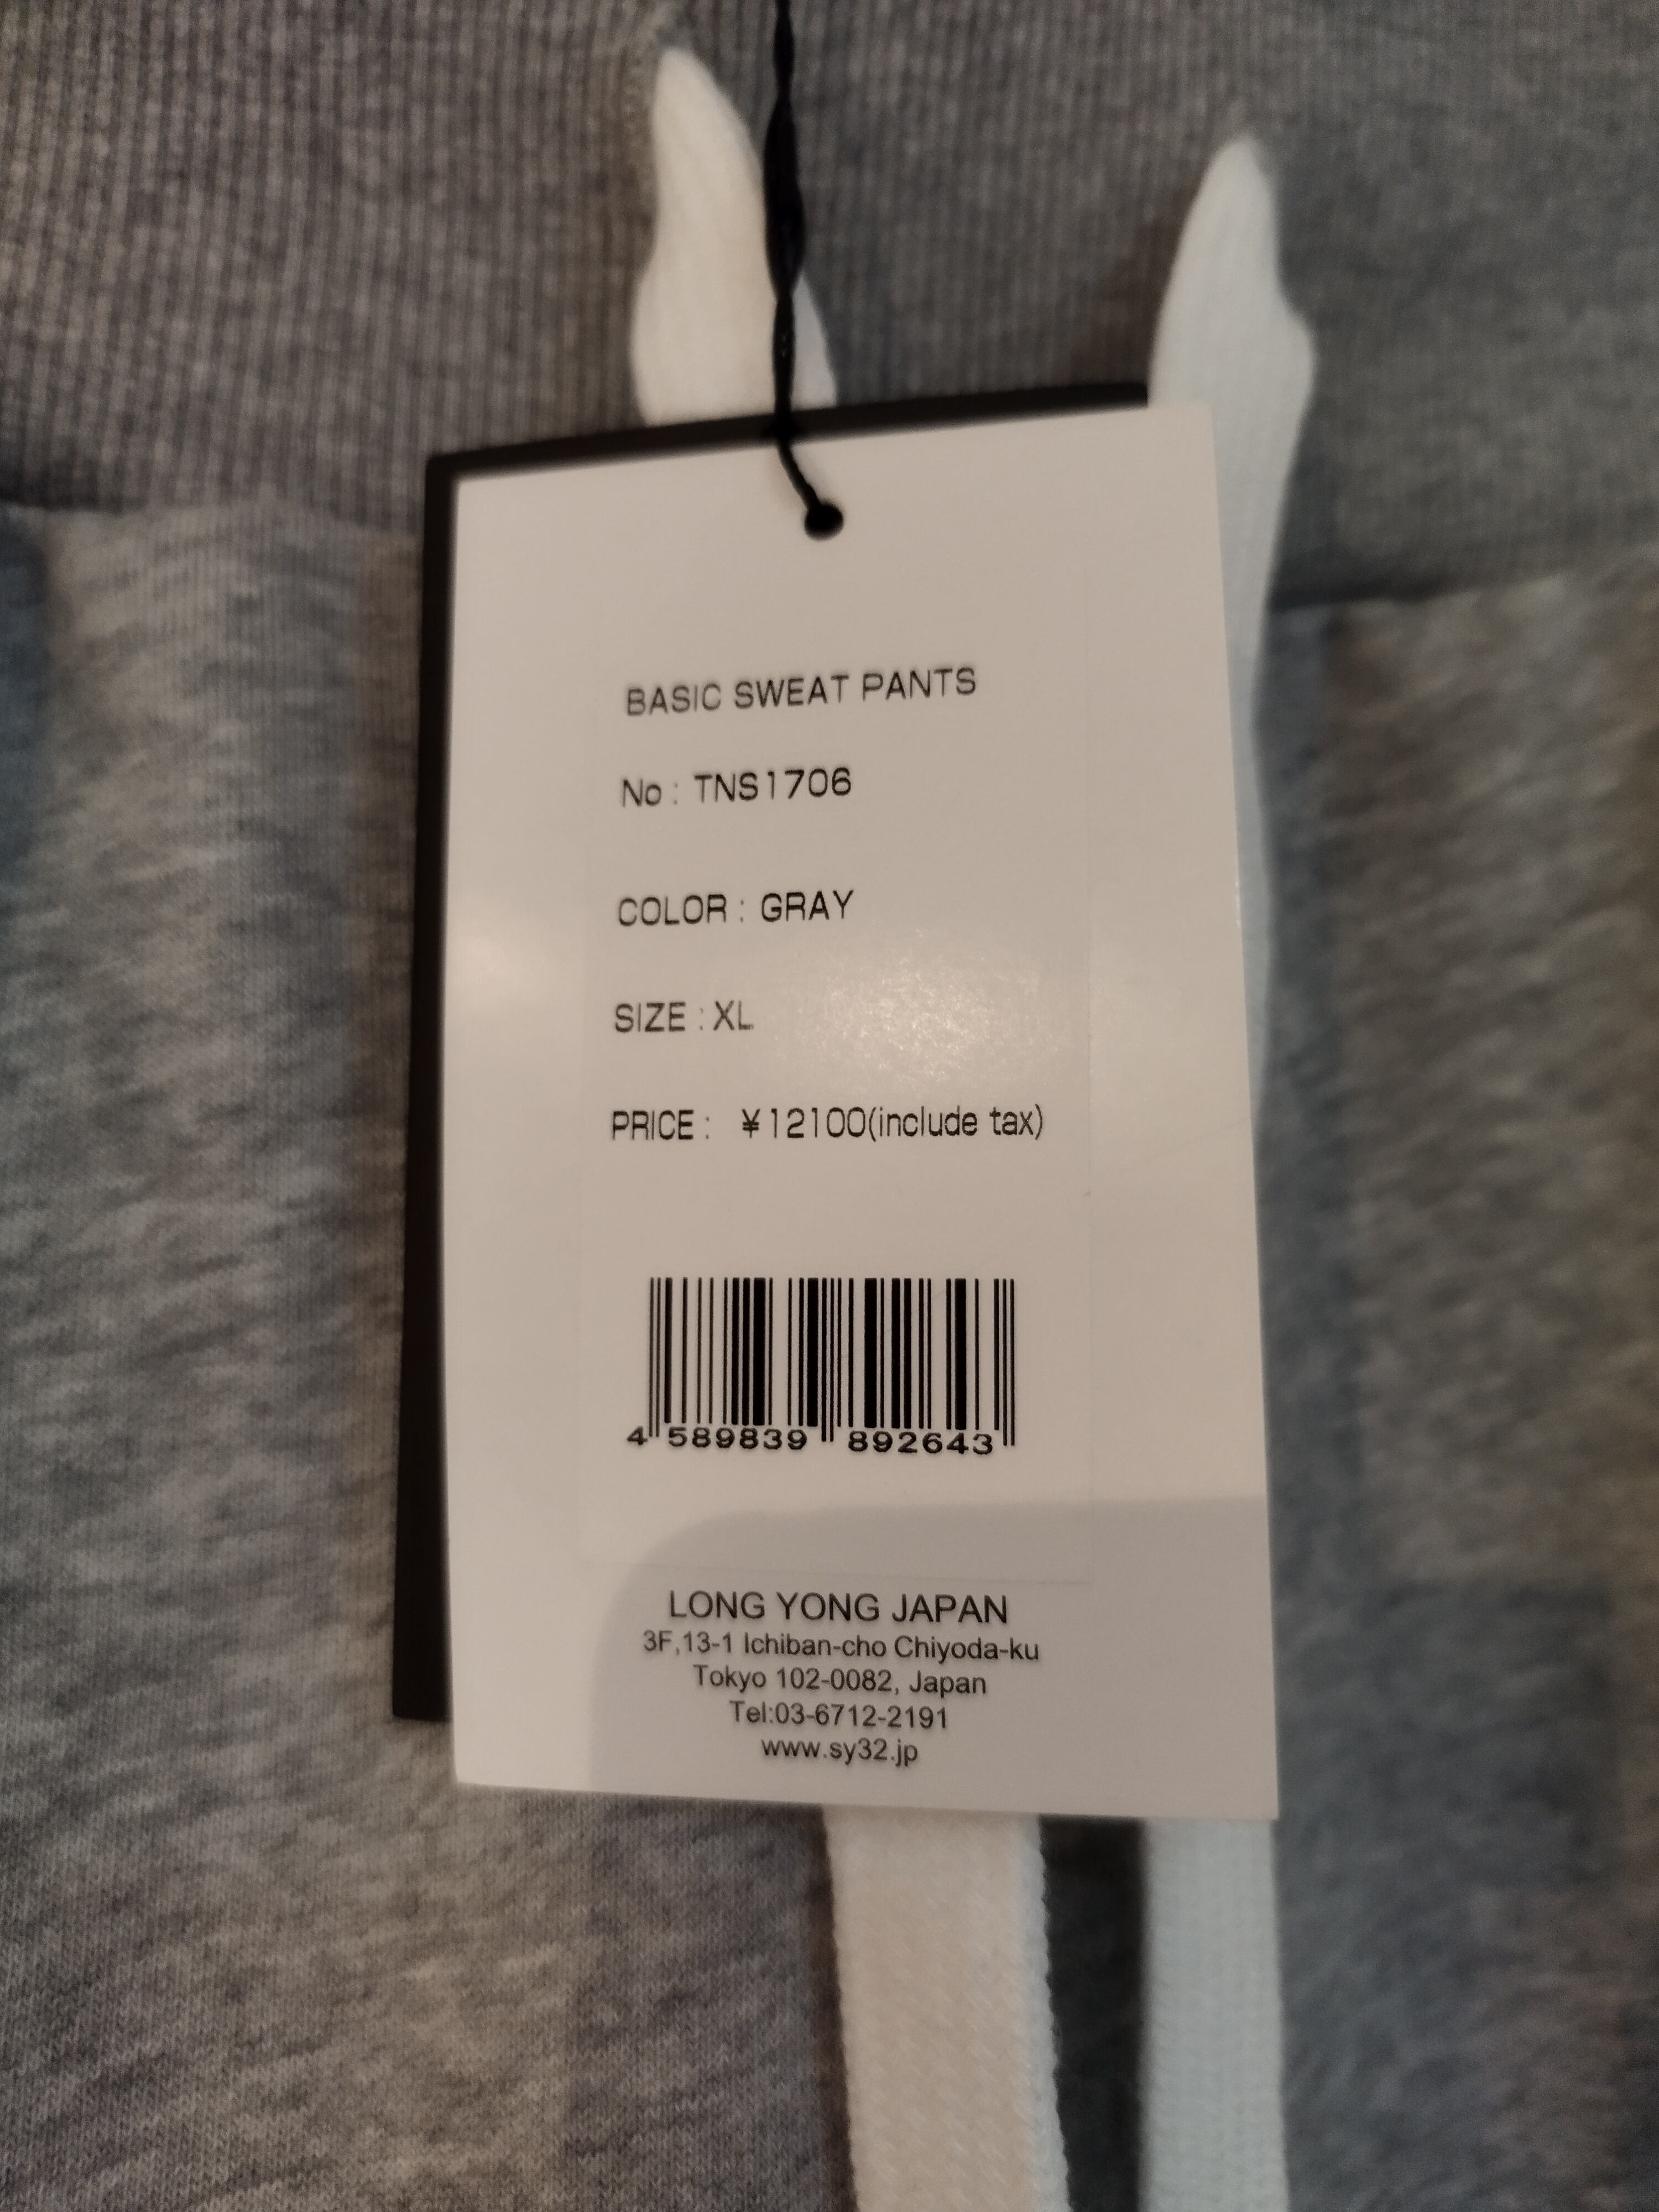 BASIC SWEAT PANTS
No : TNS1706
COLOR : GRAY
SIZE : XL
PRICE : ¥12100(include tax)
4 589839 892643
LONG YONG JAPAN
3F,13-1 Ichiban-cho Chiyoda-ku
Tokyo 102-0082, Japan
Tel:03-6712-2191
www.sy32.jp